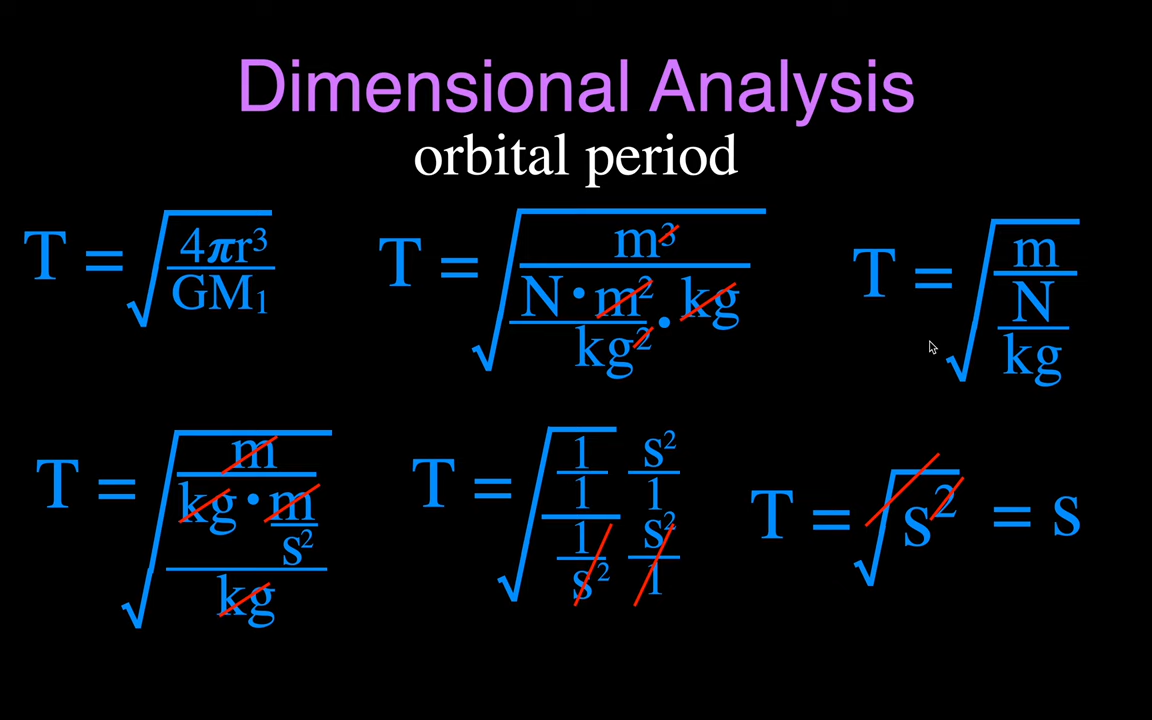 Dimensional Analysis
orbital period
T = √(4πr³ / GM₁)
T = √(m³ / (N·m² / kg² · kg))
T = √(m / (N / kg))
T = √(m / (kg · m / s² / kg))
T = √(1/1 / 1/s²) s²/1 / s²/1
T = √s² = s